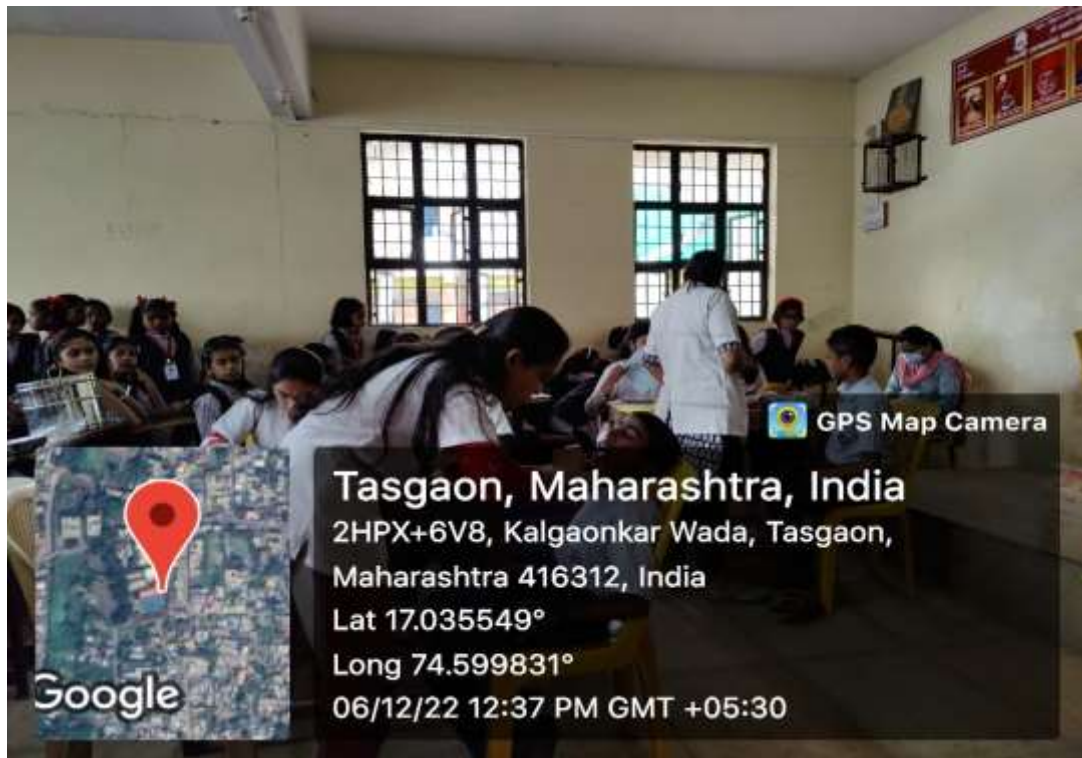 GPS Map Camera
Tasgaon, Maharashtra, India
2HPX+6V8, Kalgaonkar Wada, Tasgaon,
Maharashtra 416312, India
Lat 17.035549°
Long 74.599831°
06/12/22 12:37 PM GMT +05:30
Google